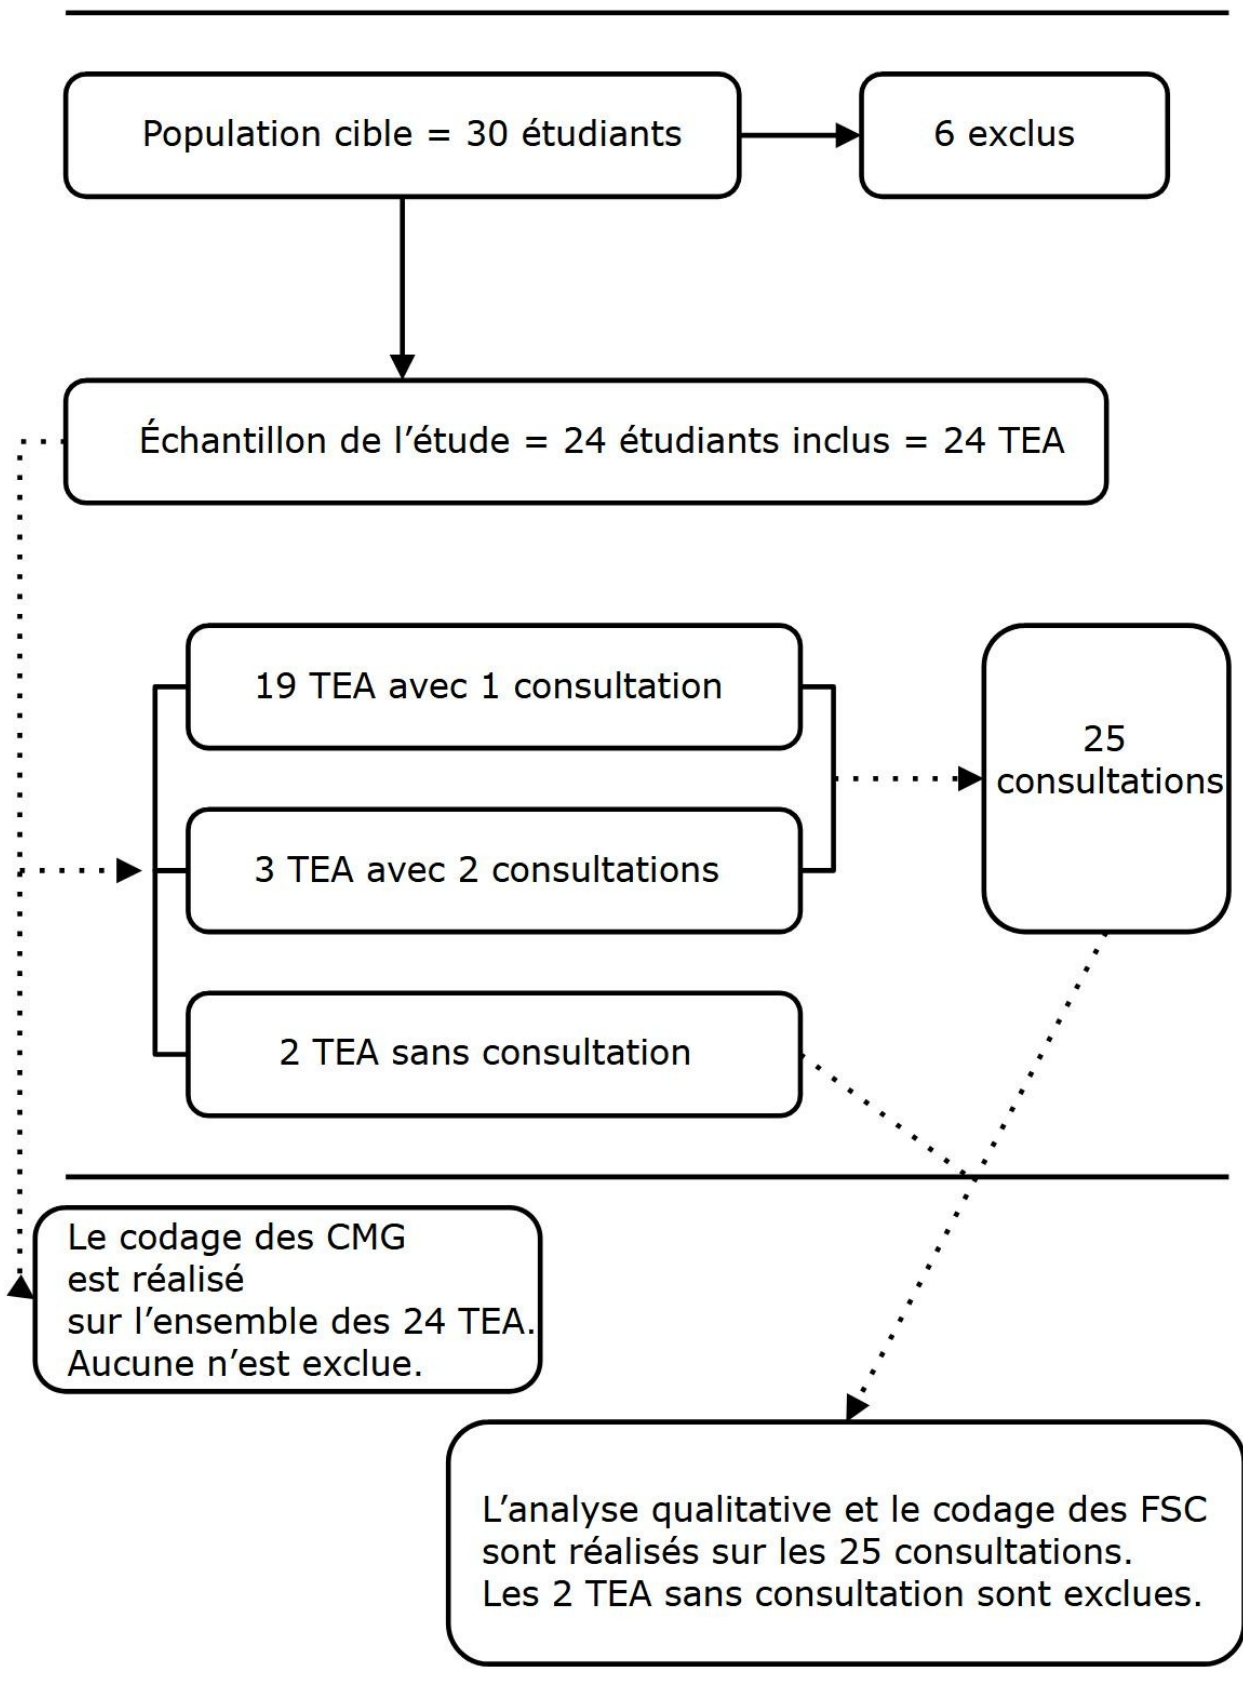 Population cible = 30 étudiants
6 exclus
Échantillon de l’étude = 24 étudiants inclus = 24 TEA
19 TEA avec 1 consultation
25
consultations
3 TEA avec 2 consultations
2 TEA sans consultation
Le codage des CMG
est réalisé
sur l’ensemble des 24 TEA.
Aucune n’est exclue.
L’analyse qualitative et le codage des FSC
sont réalisés sur les 25 consultations.
Les 2 TEA sans consultation sont exclues.